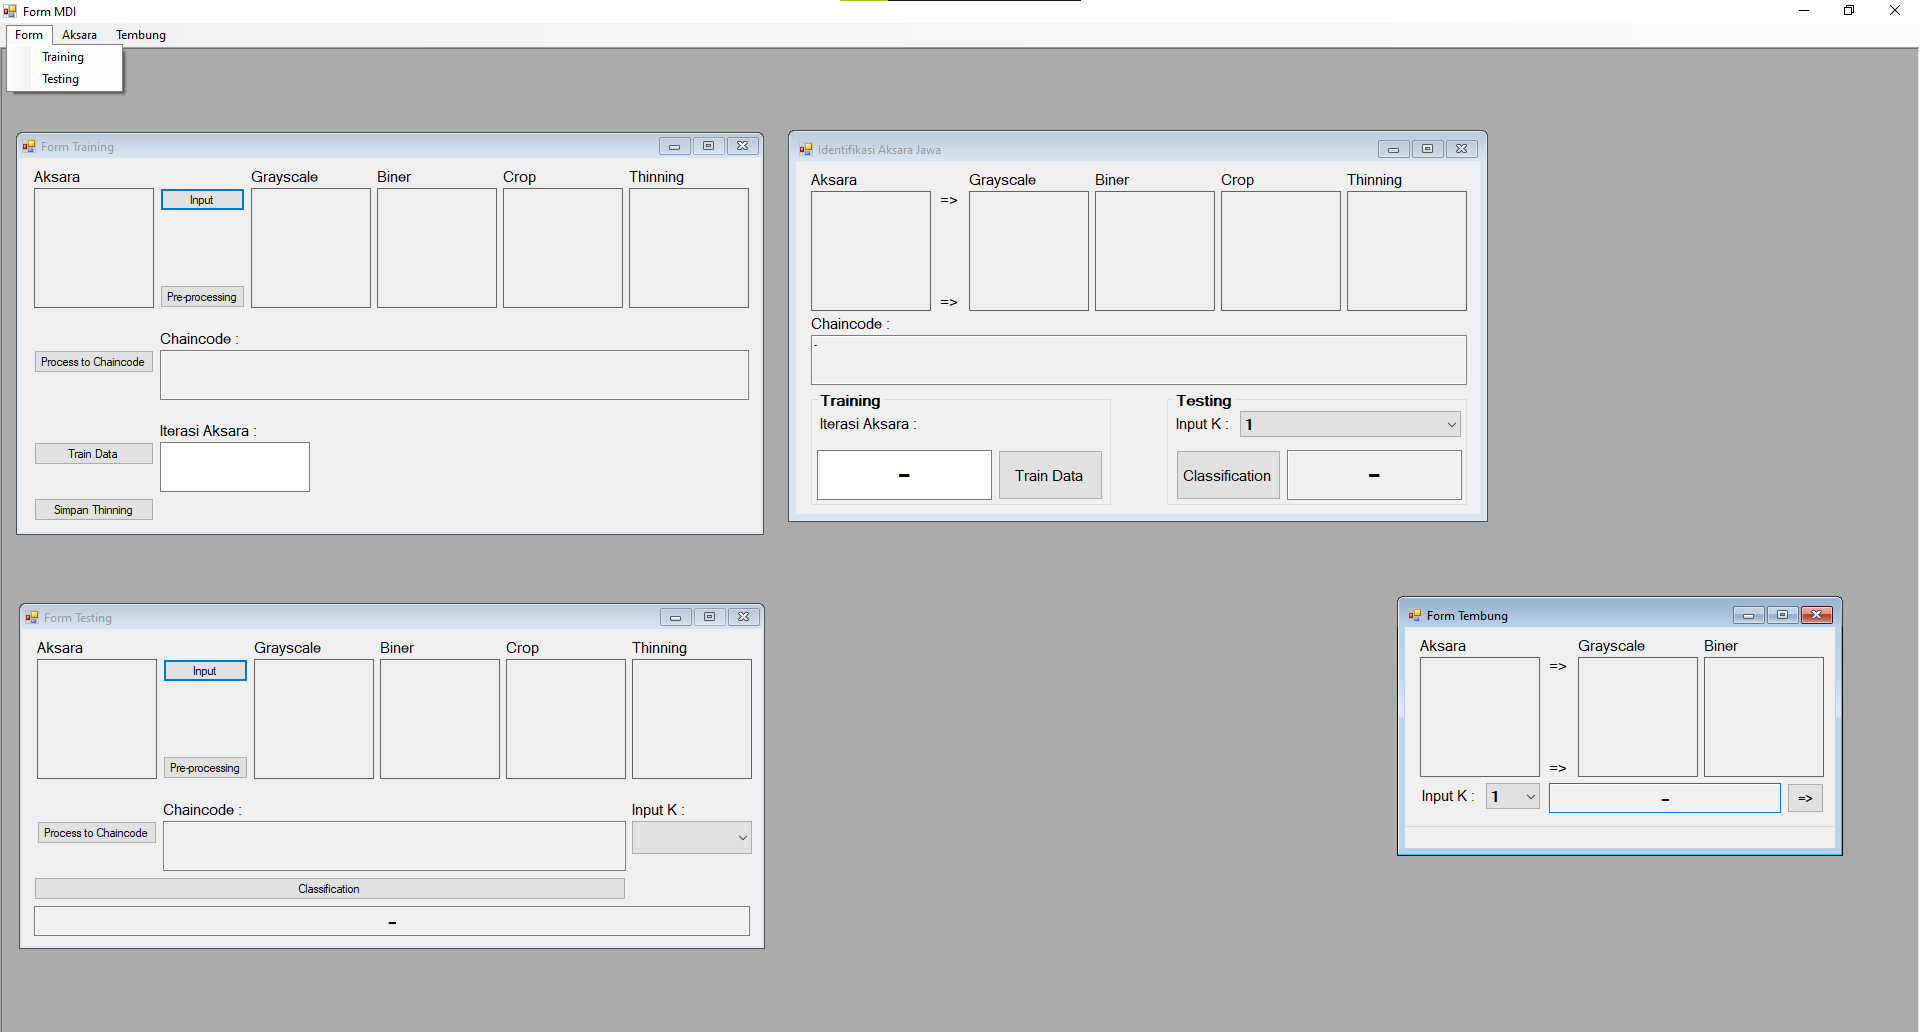 Form MDI
Form Aksara Tembung
Training
Testing
Form Training
Aksara Grayscale Biner Crop Thinning
Input
Pre-processing
Chaincode :
Process to Chaincode
Iterasi Aksara :
Train Data
Simpan Thinning
Identifikasi Aksara Jawa
Aksara => Grayscale Biner Crop Thinning
=>
Chaincode :
-
Training
Iterasi Aksara :
- Train Data
Testing
Input K : 1
Classification -
Form Testing
Aksara Grayscale Biner Crop Thinning
Input
Pre-processing
Chaincode : Input K :
Process to Chaincode
Classification
-
Form Tembung
Aksara => Grayscale Biner
=>
Input K : 1 - =>